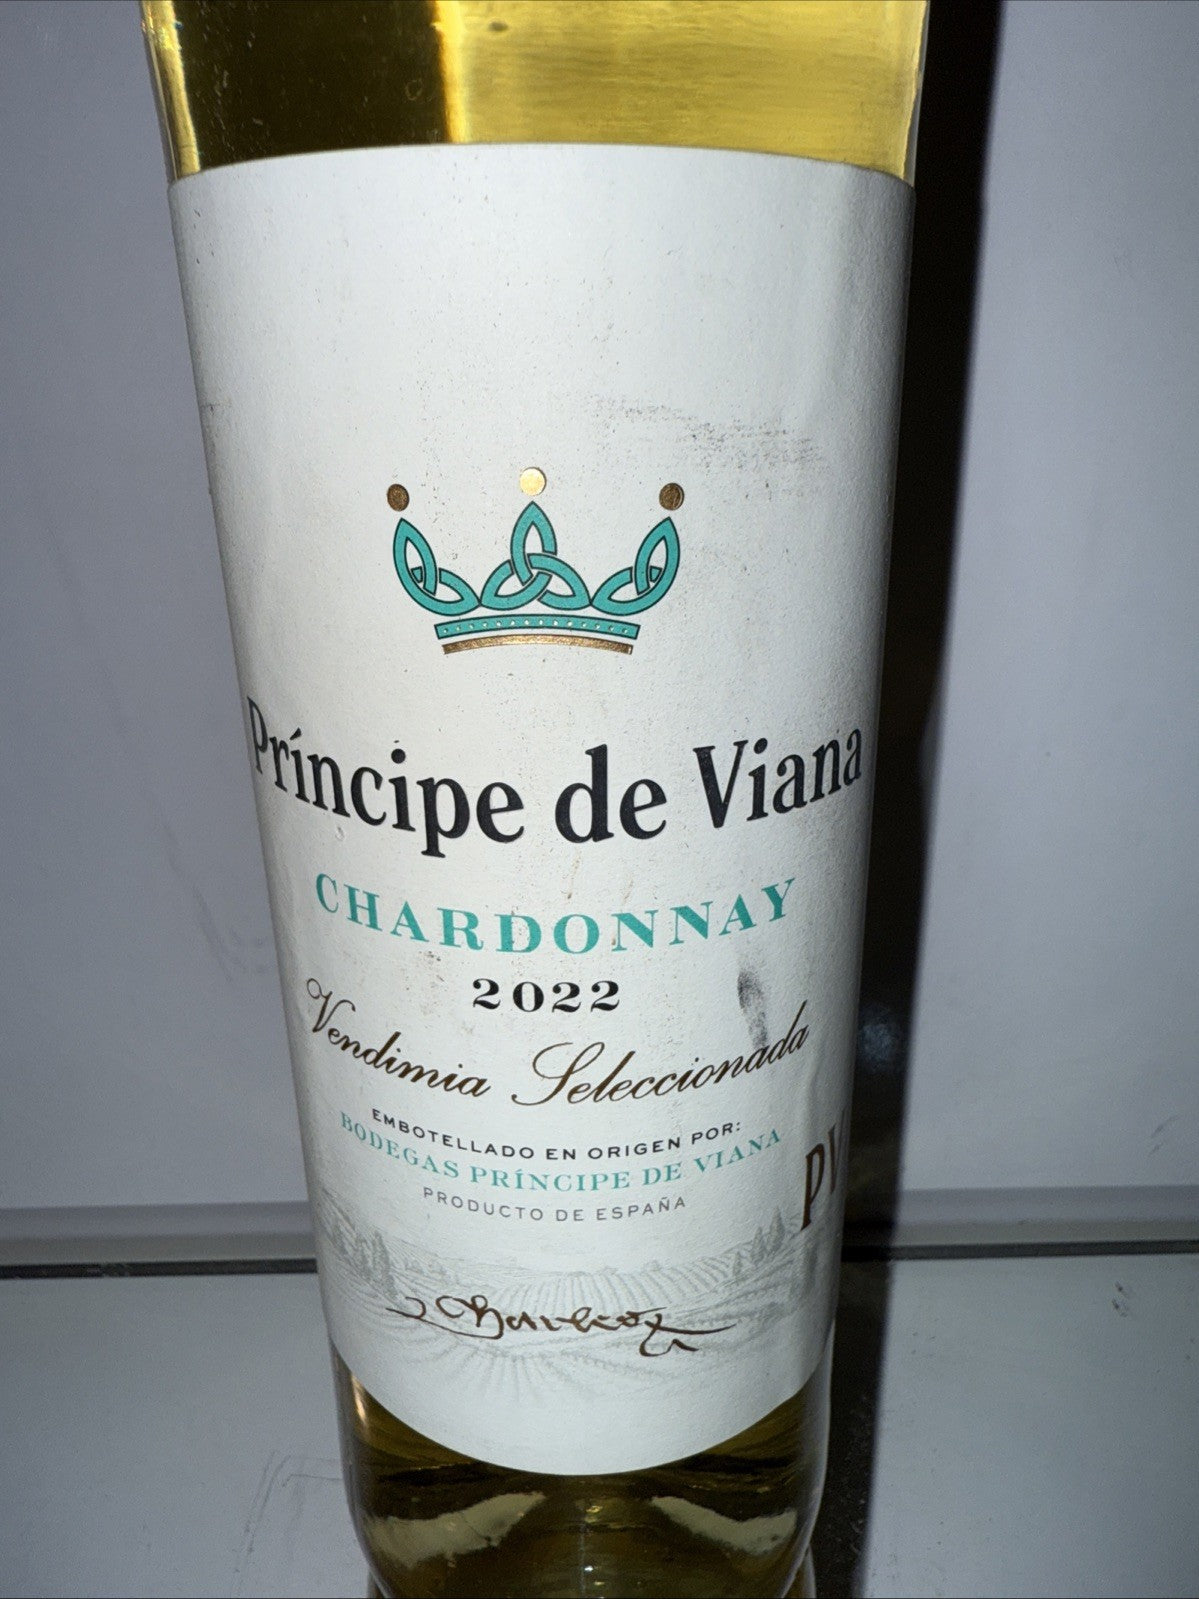 Príncipe de Viana
CHARDONNAY
2022
Vendimia Seleccionada
EMBOTELLADO EN ORIGEN POR:
BODEGAS PRÍNCIPE DE VIANA
PRODUCTO DE ESPAÑA